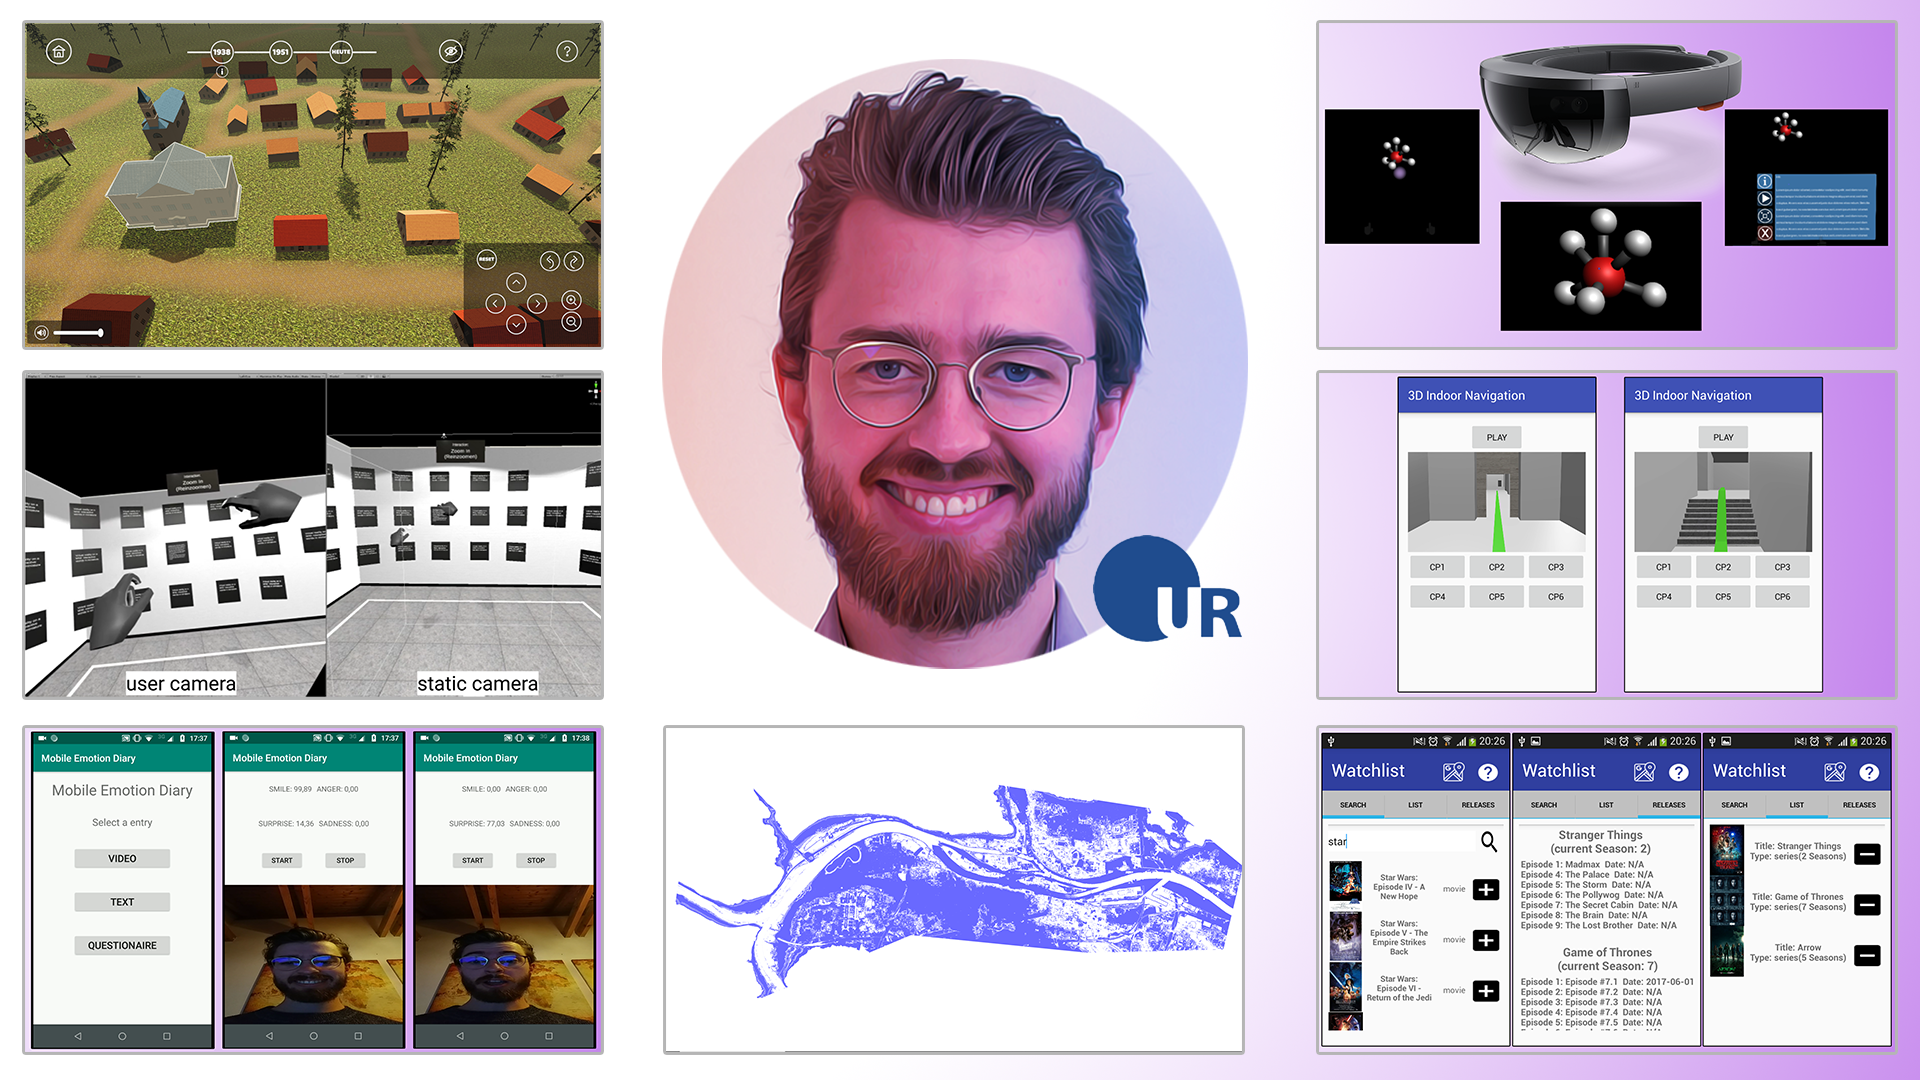 1938
1951
HEUTE
i
?
RESET
Interaction:
Zoom in
(Reinzoomen)
Interaction:
Zoom in
(Reinzoomen)
user camera
static camera
17:37
Mobile Emotion Diary
Mobile Emotion Diary
Select a entry
VIDEO
TEXT
QUESTIONAIRE
17:37
Mobile Emotion Diary
SMILE: 99,89 ANGER: 0,00
SURPRISE: 14,36 SADNESS: 0,00
START STOP
17:38
Mobile Emotion Diary
SMILE: 0,00 ANGER: 0,00
SURPRISE: 77,03 SADNESS: 0,00
START STOP
UR
i
X
3D Indoor Navigation
PLAY
CP1 CP2 CP3
CP4 CP5 CP6
3D Indoor Navigation
PLAY
CP1 CP2 CP3
CP4 CP5 CP6
20:26
Watchlist ?
SEARCH LIST RELEASES
star
Star Wars:
Episode IV - A
New Hope
movie
Star Wars:
Episode V - The
Empire Strikes
Back
movie
Star Wars:
Episode VI -
Return of the Jedi
movie
20:26
Watchlist ?
SEARCH LIST RELEASES
Stranger Things
(current Season: 2)
Episode 1: Madmax Date: N/A
Episode 4: The Palace Date: N/A
Episode 5: The Storm Date: N/A
Episode 6: The Pollywog Date: N/A
Episode 7: The Secret Cabin Date: N/A
Episode 8: The Brain Date: N/A
Episode 9: The Lost Brother Date: N/A
Game of Thrones
(current Season: 7)
Episode 1: Episode #7.1 Date: 2017-06-01
Episode 2: Episode #7.2 Date: N/A
Episode 3: Episode #7.3 Date: N/A
Episode 4: Episode #7.4 Date: N/A
Episode 5: Episode #7.5 Date: N/A
20:26
Watchlist ?
SEARCH LIST RELEASES
Title: Stranger Things
Type: series(2 Seasons)
Title: Game of Thrones
Type: series(7 Seasons)
Title: Arrow
Type: series(5 Seasons)